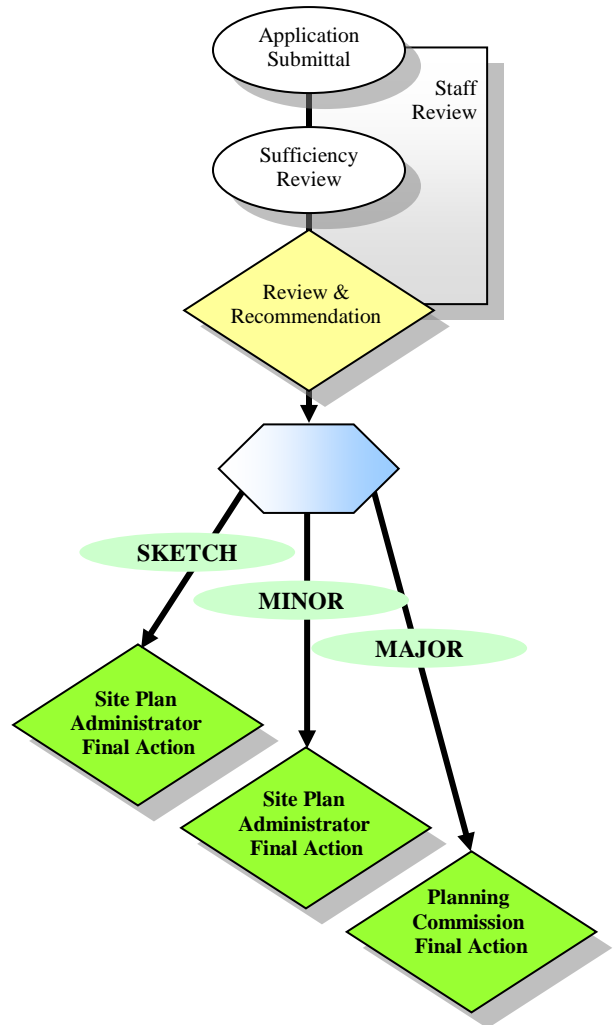 Application
Submittal
Staff
Review
Sufficiency
Review
Review &
Recommendation
SKETCH
MINOR
MAJOR
Site Plan
Administrator
Final Action
Site Plan
Administrator
Final Action
Planning
Commission
Final Action